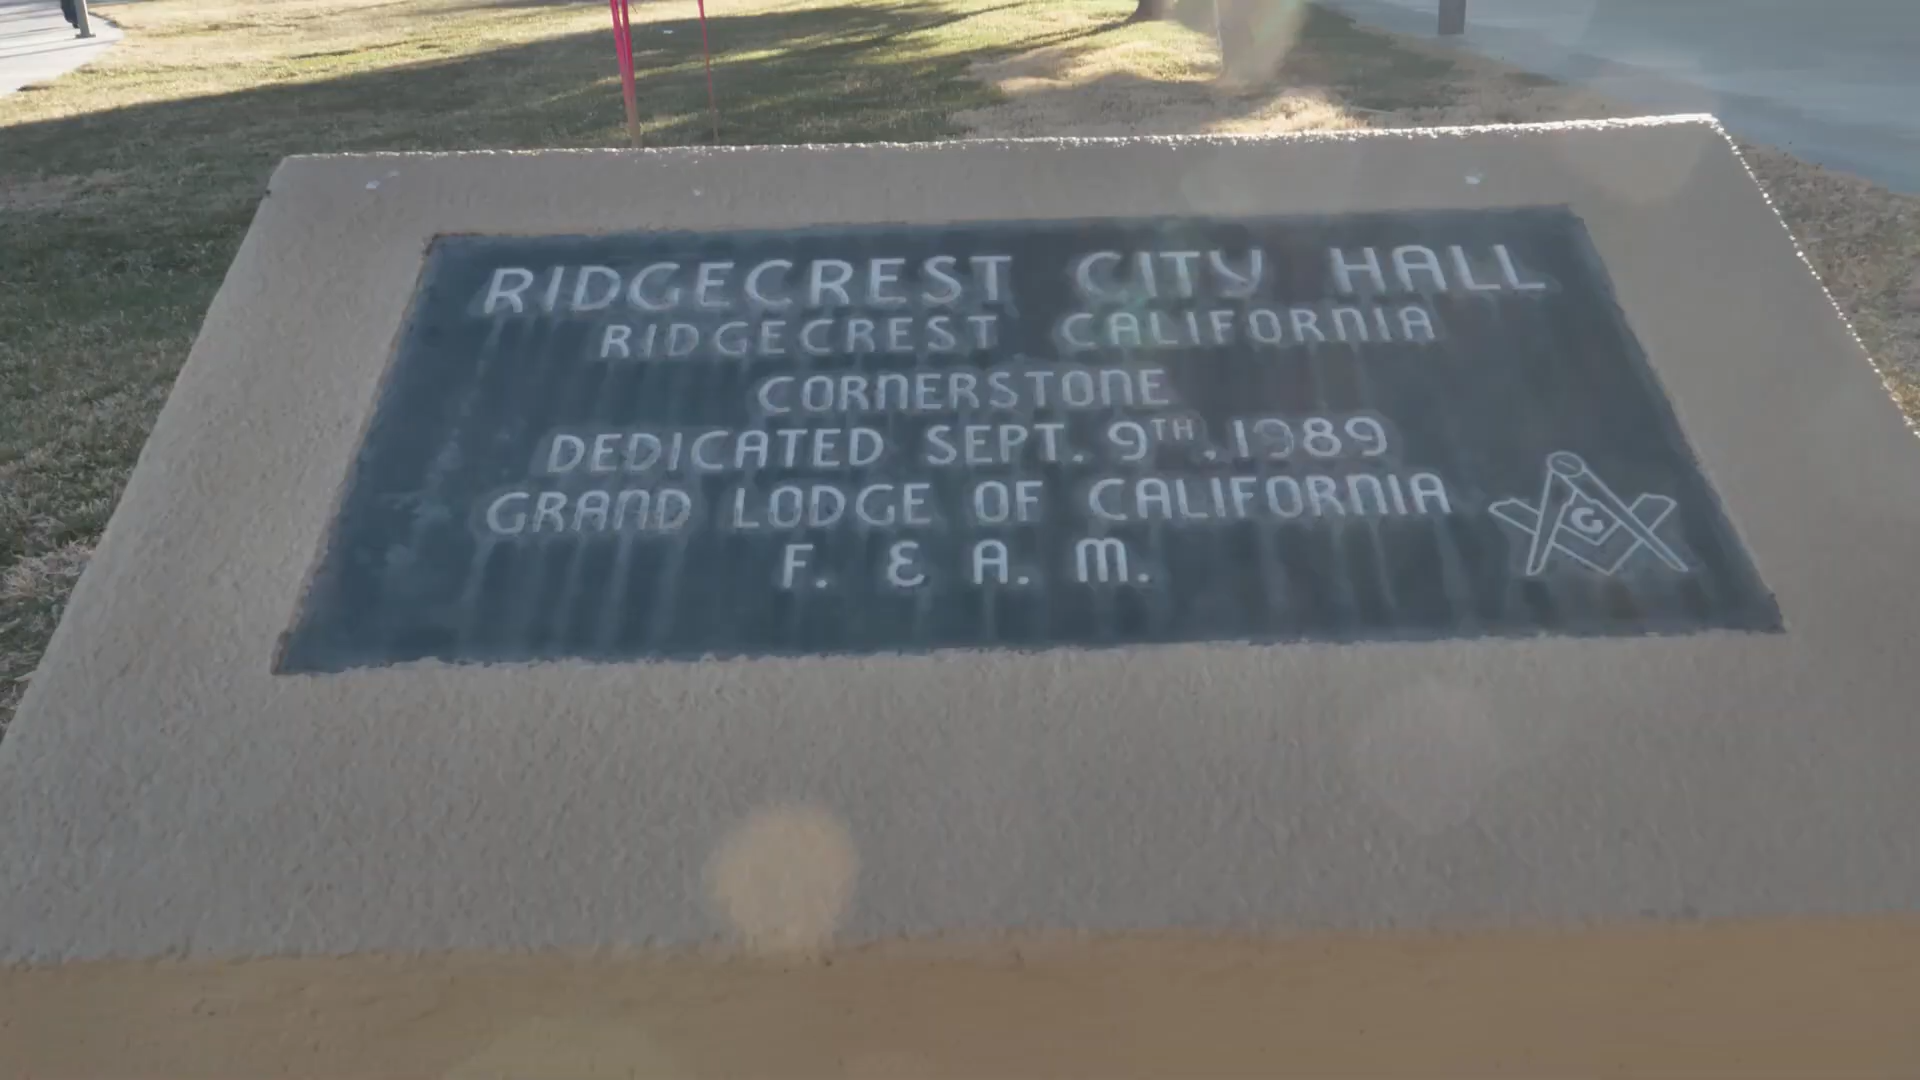 RIDGECREST CITY HALL
RIDGECREST CALIFORNIA
CORNERSTONE
DEDICATED SEPT. 9TH, 1989
GRAND LODGE OF CALIFORNIA
F. & A. M.
G